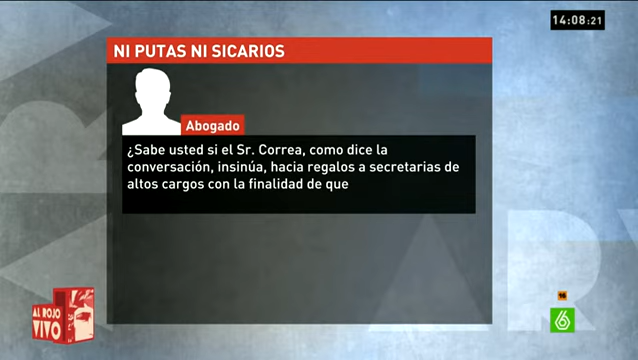 14:08:21
NI PUTAS NI SICARIOS
Abogado
¿Sabe usted si el Sr. Correa, como dice la
conversación, insinúa, hacia regalos a secretarias de
altos cargos con la finalidad de que
AL ROJO
VIVO
16
6